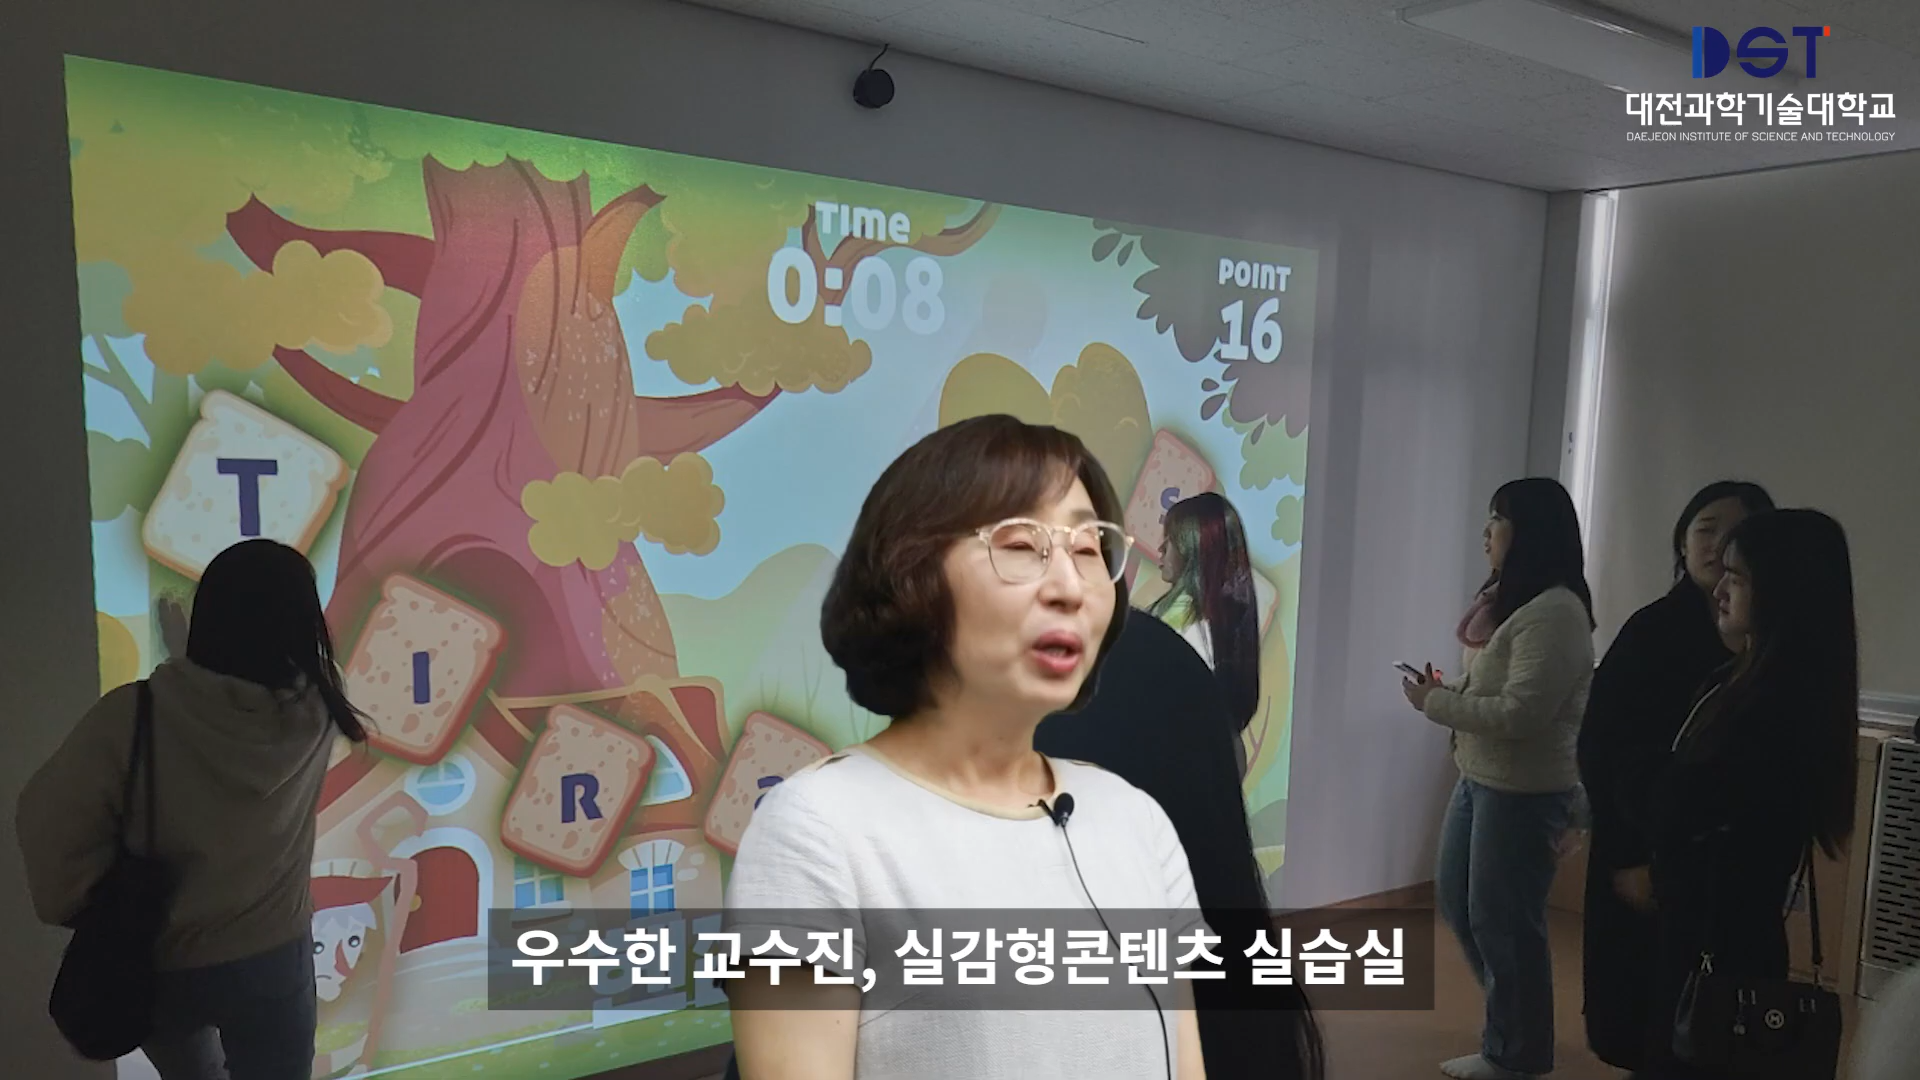 DST
대전과학기술대학교
DAEJEON INSTITUTE OF SCIENCE AND TECHNOLOGY
TIme
0:08
POINT
16
T
S
I
R
우수한 교수진, 실감형콘텐츠 실습실